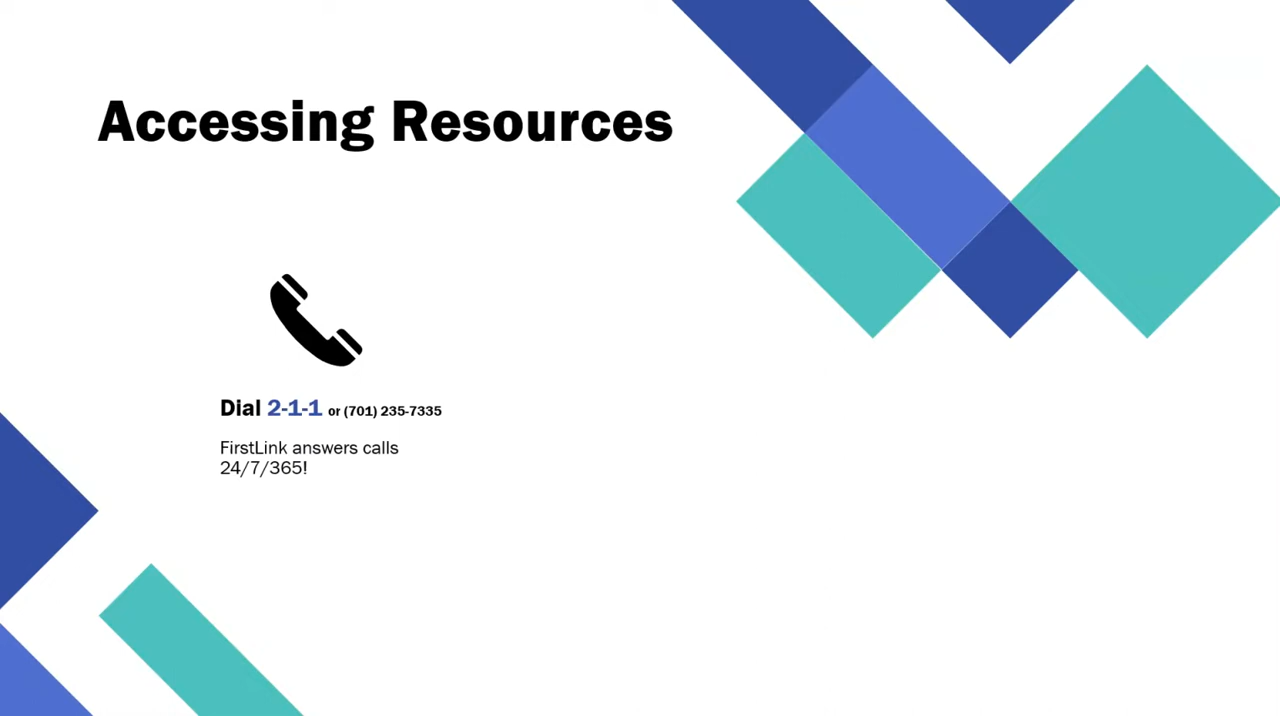 Accessing Resources
Dial 2-1-1 or (701) 235-7335
FirstLink answers calls
24/7/365!